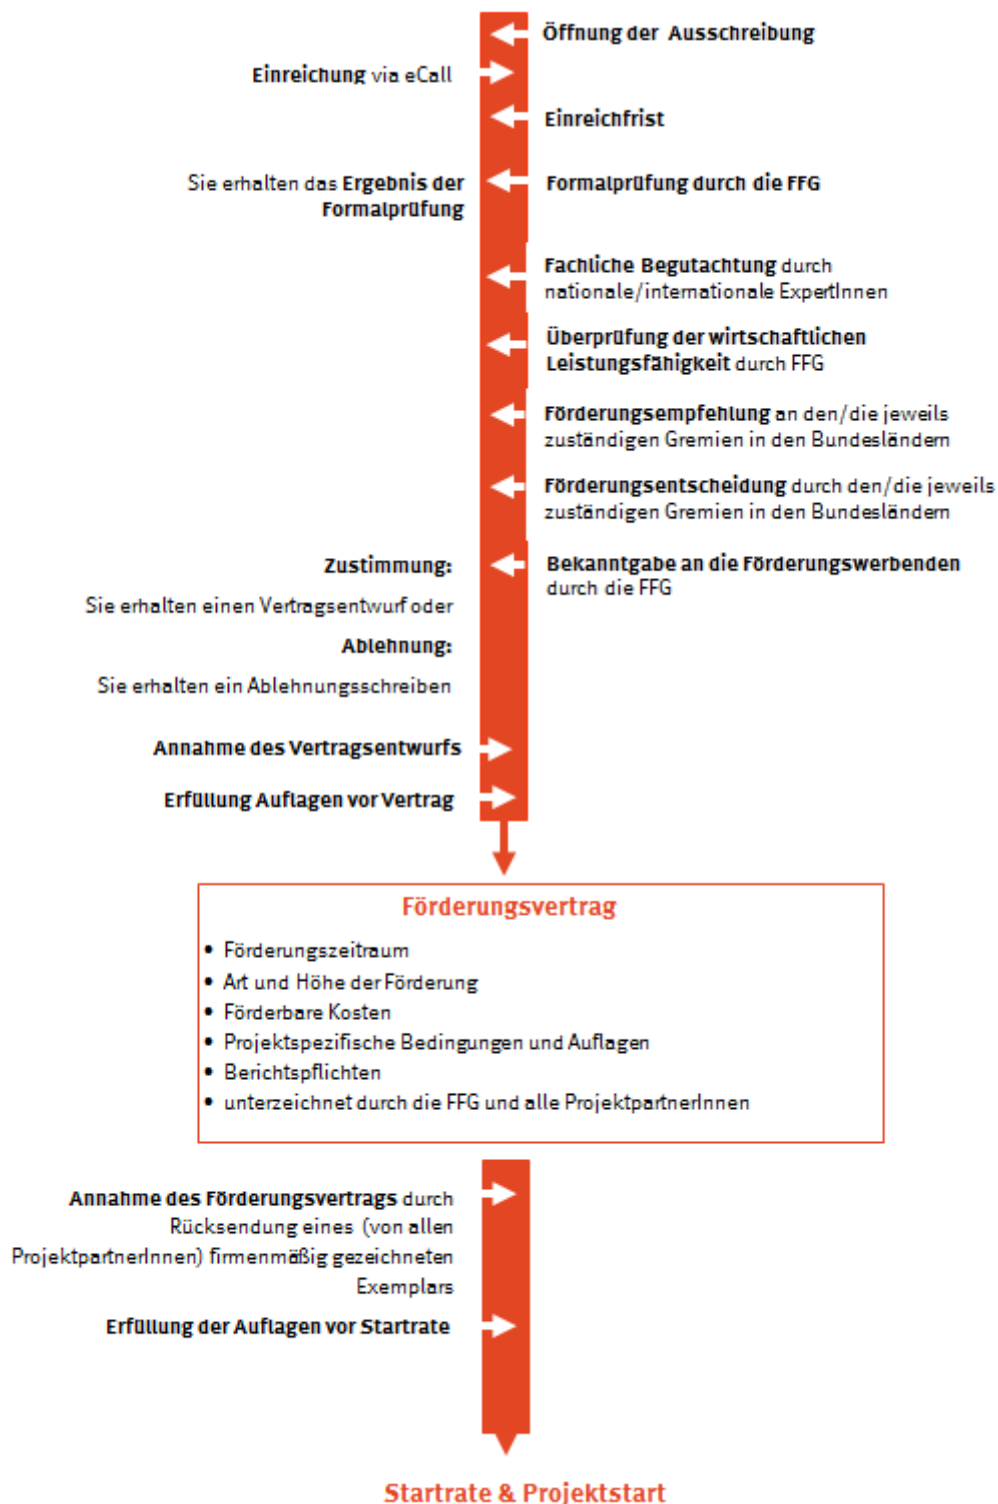 Öffnung der Ausschreibung
Einreichung via eCall
Einreichfrist
Sie erhalten das Ergebnis der
Formalprüfung
Formalprüfung durch die FFG
Fachliche Begutachtung durch
nationale/internationale ExpertInnen
Überprüfung der wirtschaftlichen
Leistungsfähigkeit durch FFG
Förderungsempfehlung an den/die jeweils
zuständigen Gremien in den Bundesländern
Förderungsentscheidung durch den/die jeweils
zuständigen Gremien in den Bundesländern
Bekanntgabe an die Förderungswerbenden
durch die FFG
Zustimmung:
Sie erhalten einen Vertragsentwurf oder
Ablehnung:
Sie erhalten ein Ablehnungsschreiben
Annahme des Vertragsentwurfs
Erfüllung Auflagen vor Vertrag
Förderungsvertrag
• Förderungszeitraum
• Art und Höhe der Förderung
• Förderbare Kosten
• Projektspezifische Bedingungen und Auflagen
• Berichtspflichten
• unterzeichnet durch die FFG und alle ProjektpartnerInnen
Annahme des Förderungsvertrags durch
Rücksendung eines (von allen
ProjektpartnerInnen) firmenmäßig gezeichneten
Exemplars
Erfüllung der Auflagen vor Startrate
Startrate & Projektstart